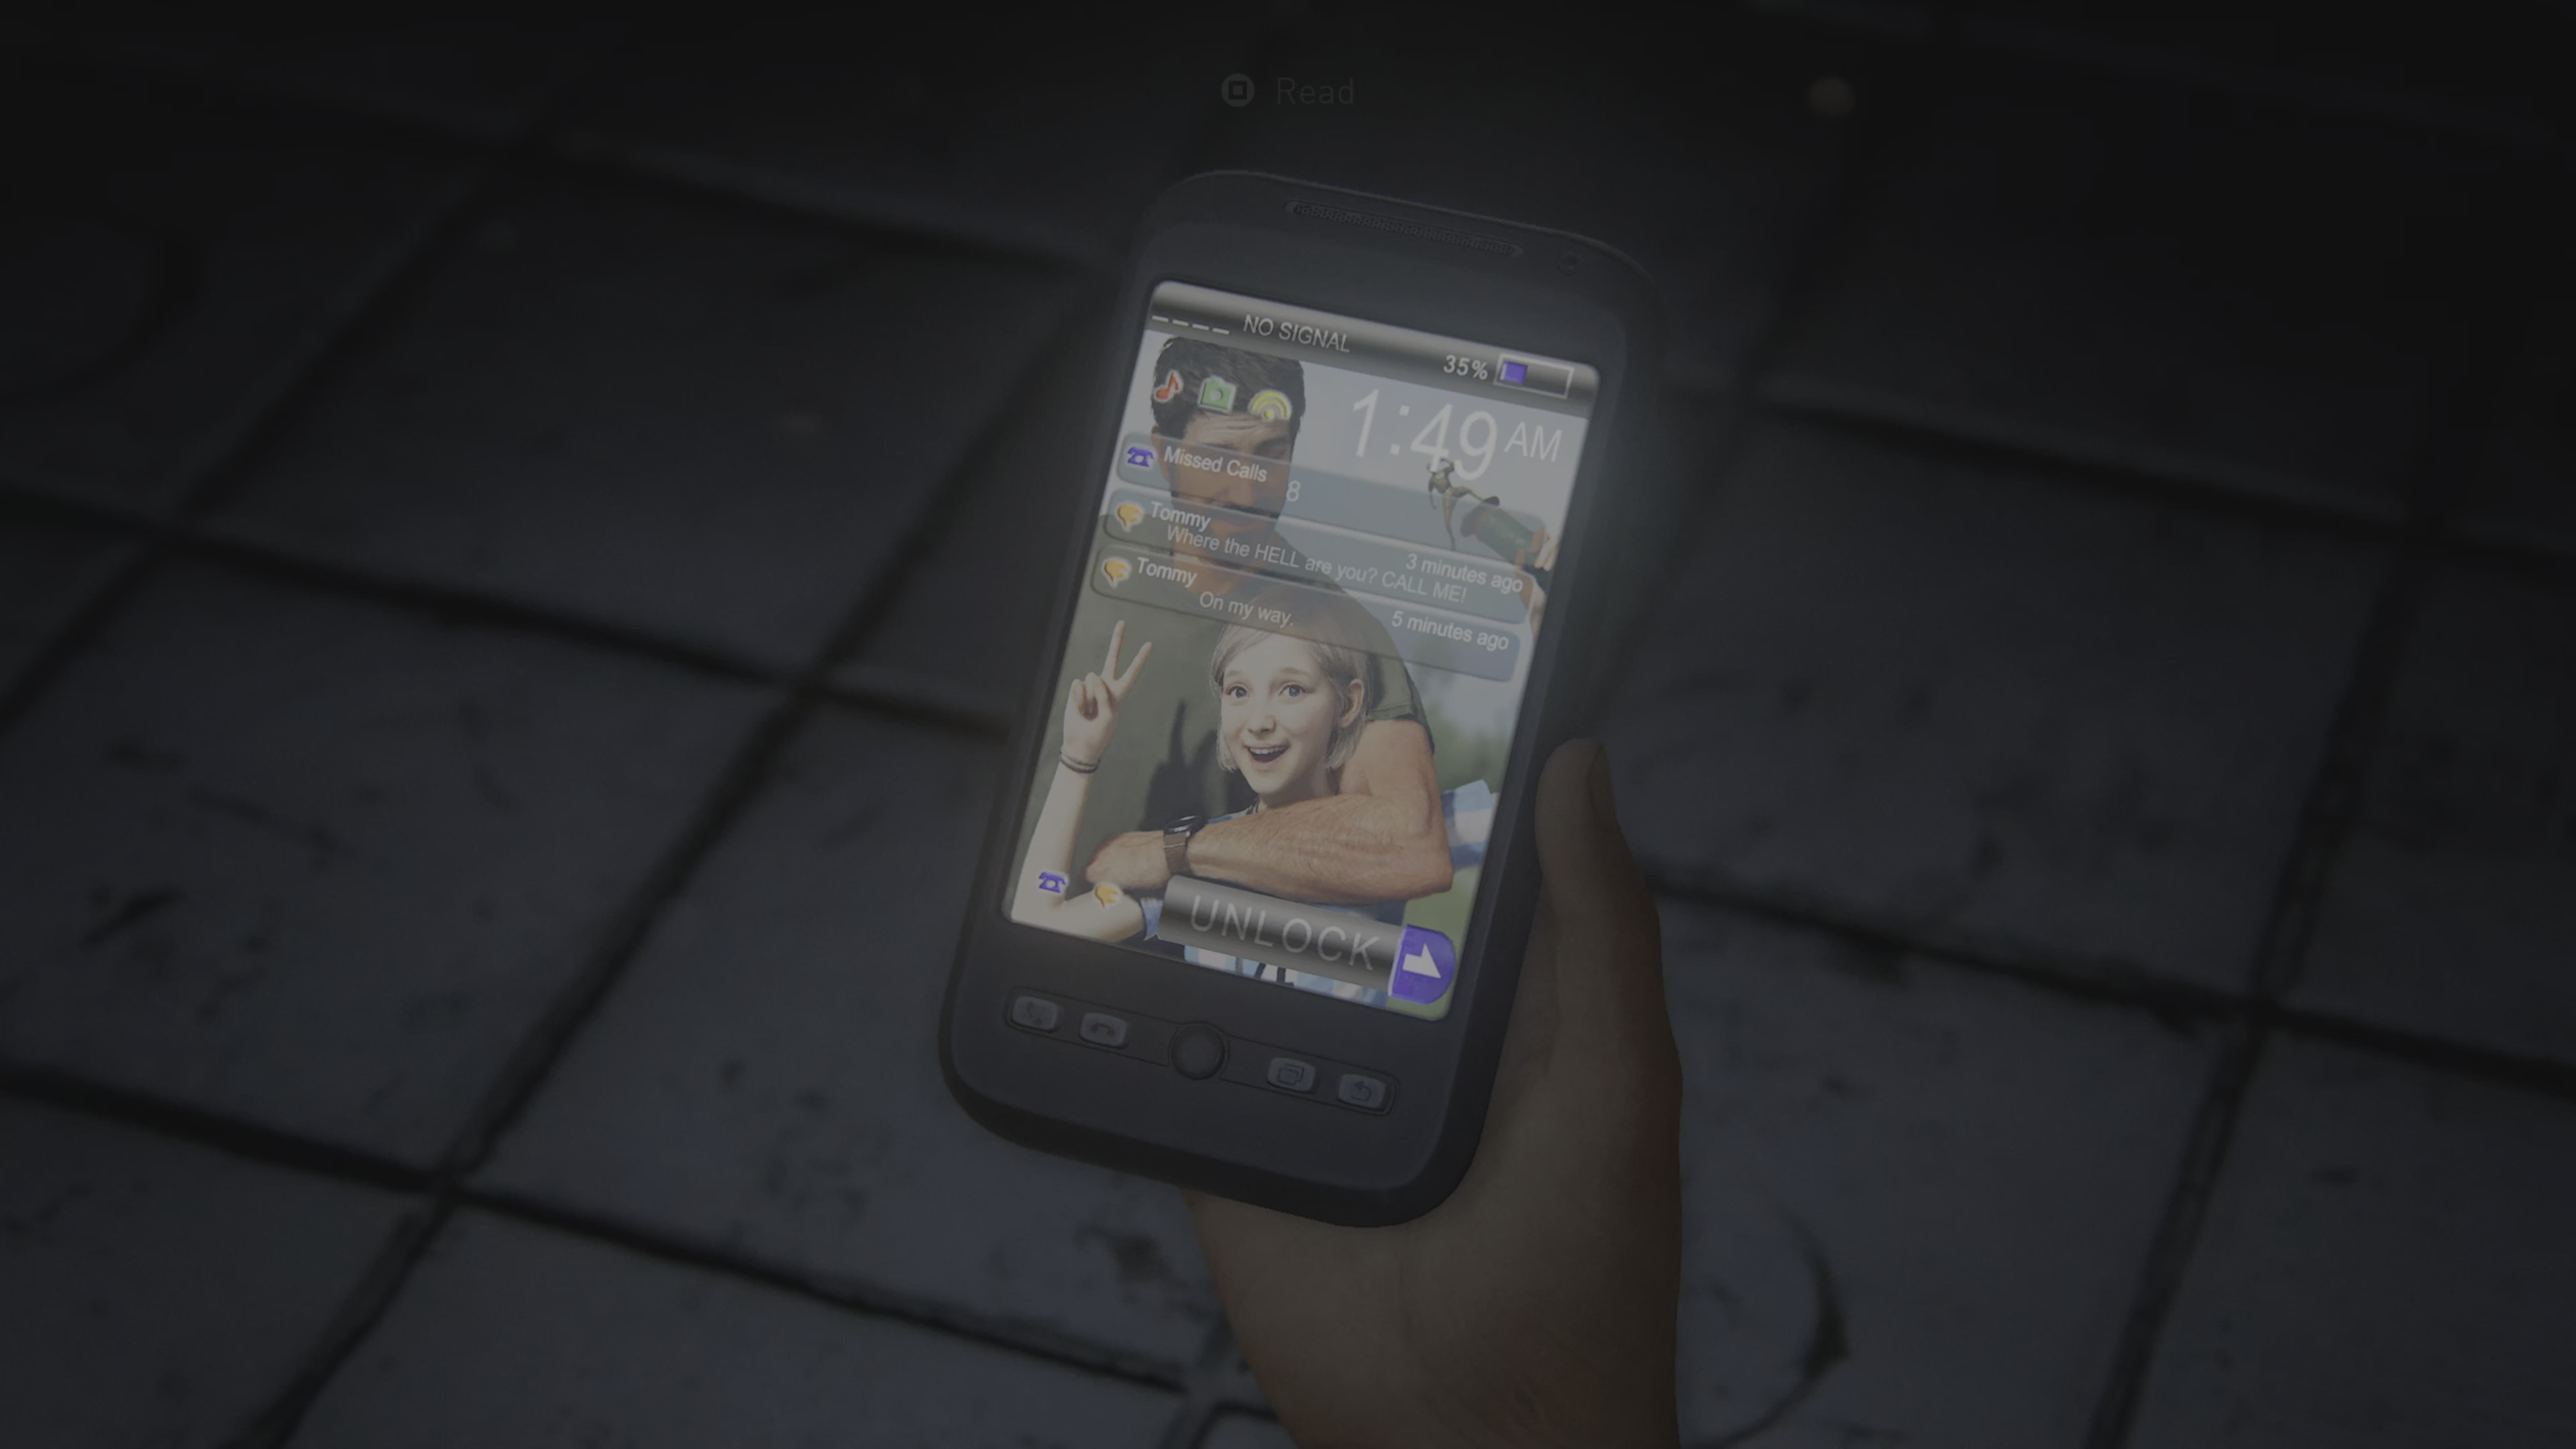 Read
NO SIGNAL
35%
1:49 AM
Missed Calls
8
Tommy
3 minutes ago
Where the HELL are you? CALL ME!
Tommy
5 minutes ago
On my way.
UNLOCK